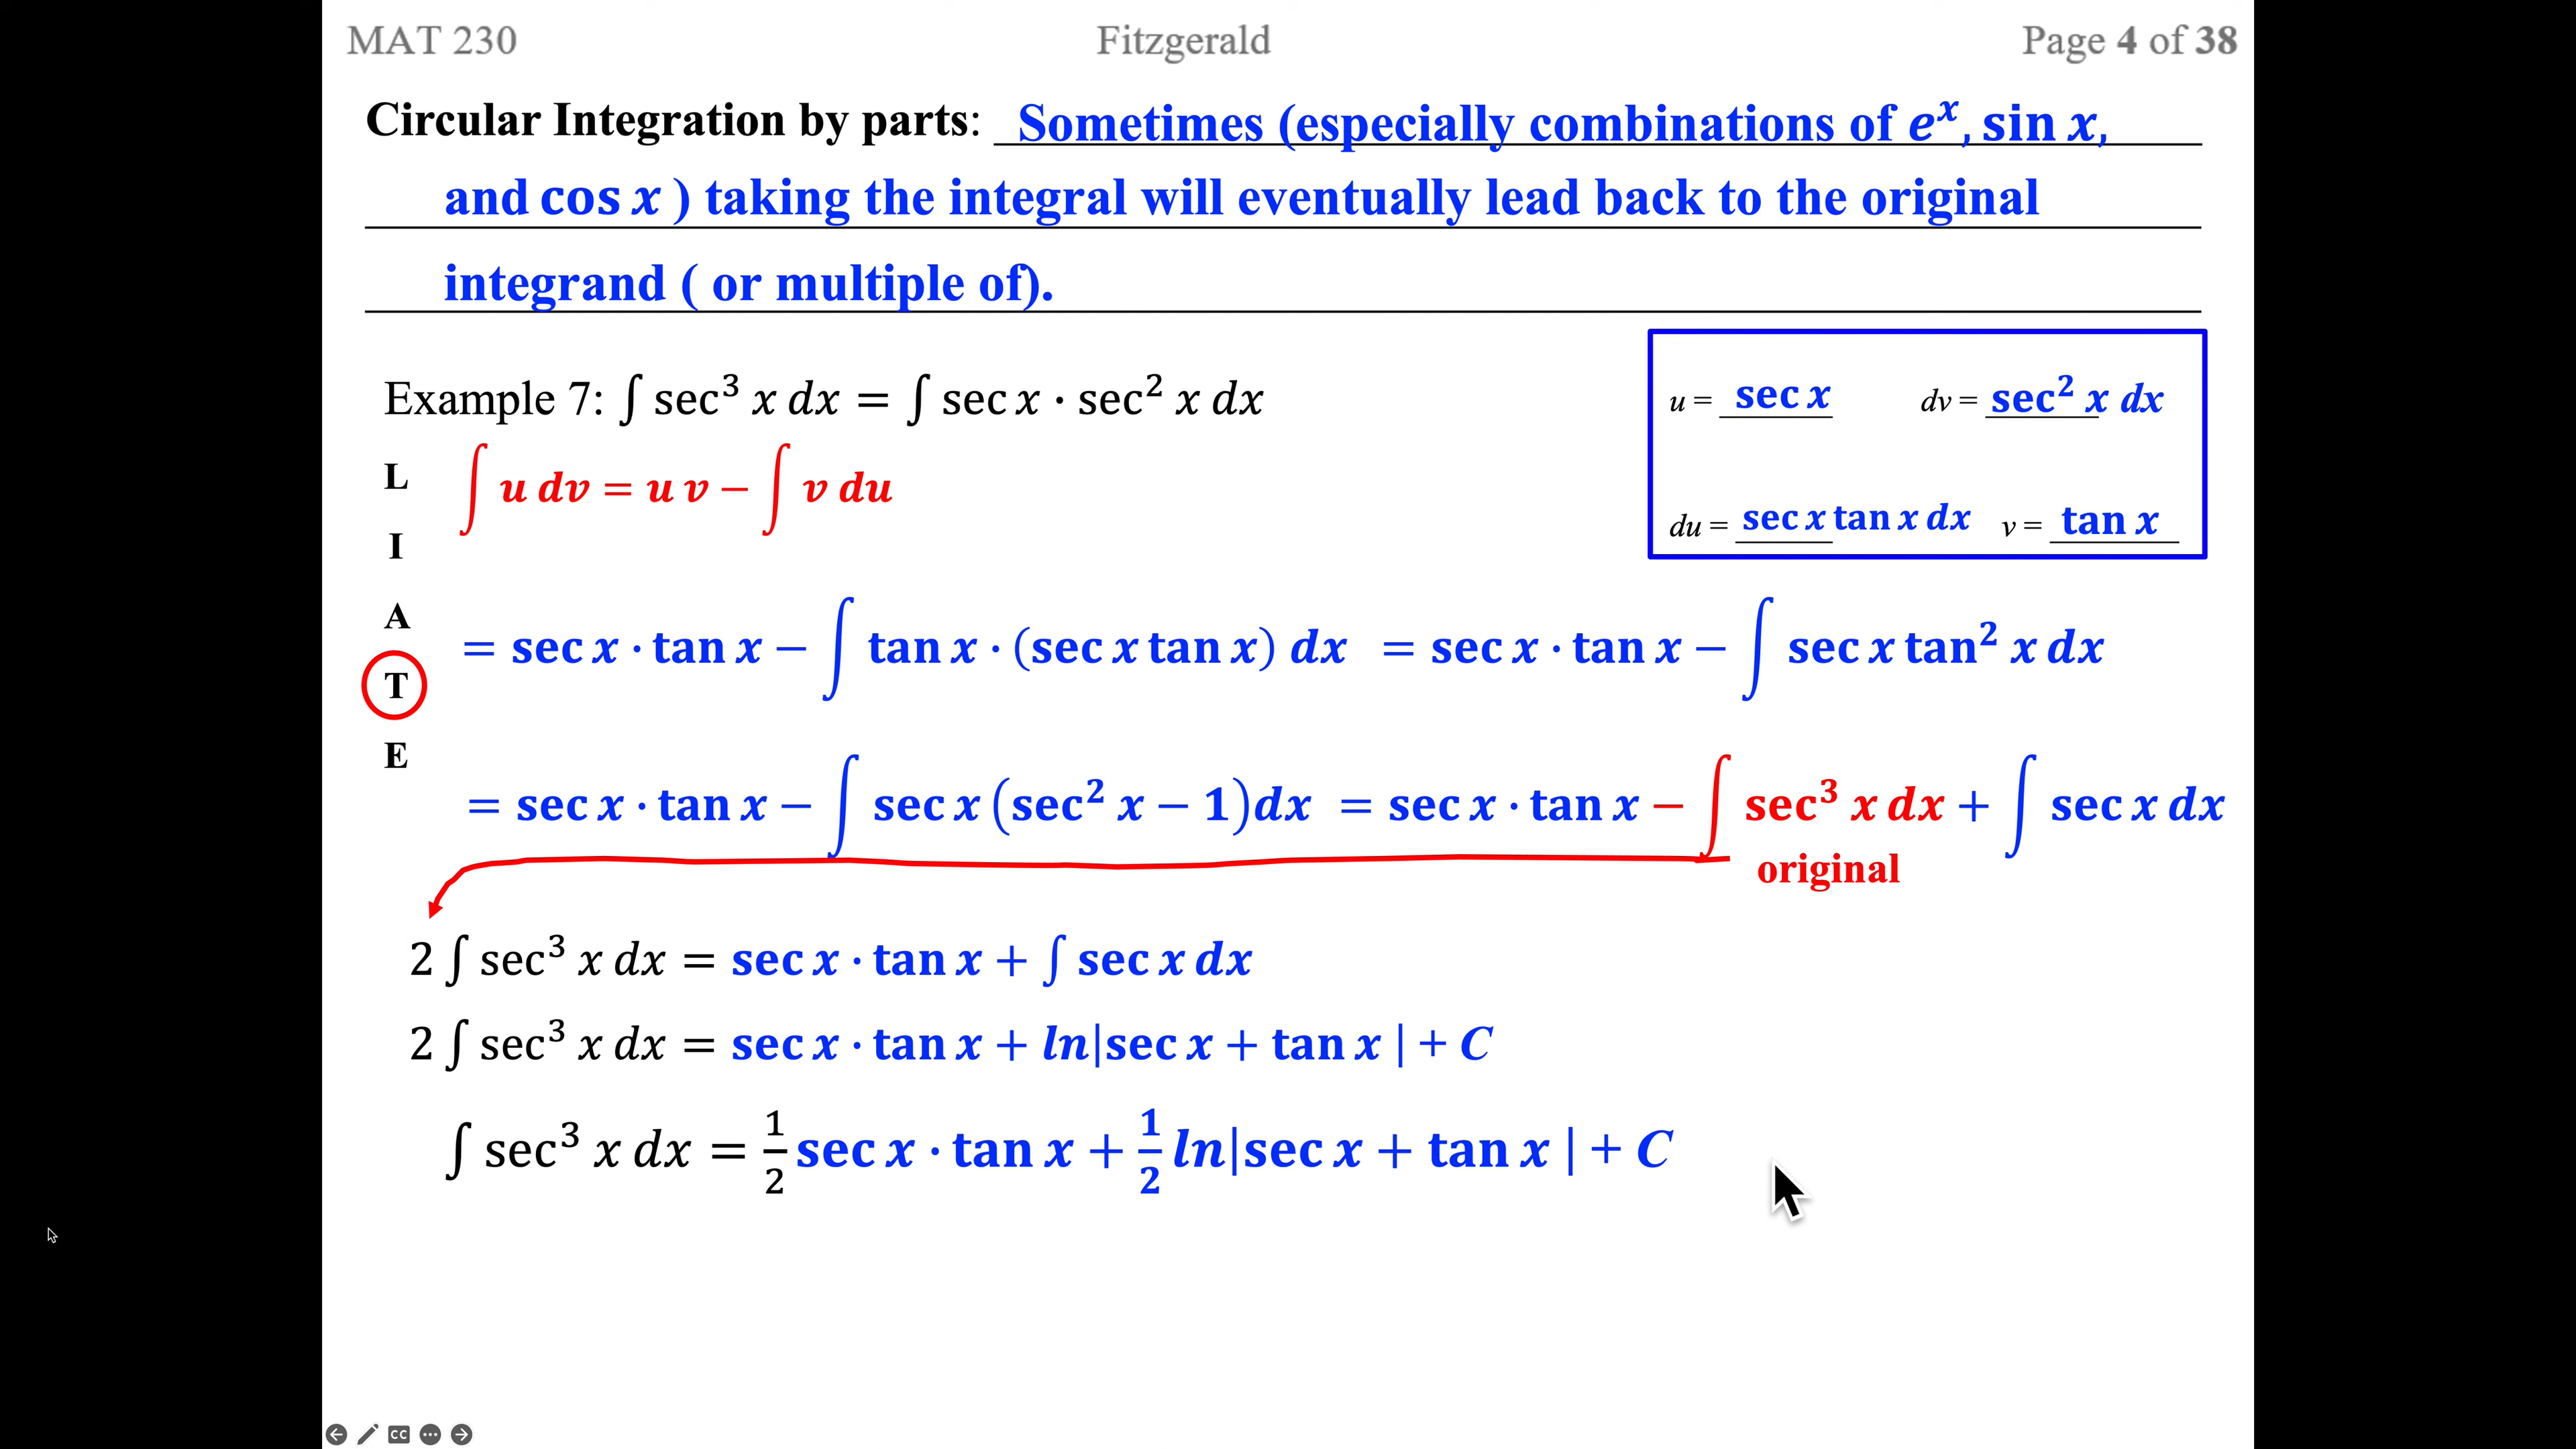 MAT 230 Fitzgerald Page 4 of 38
Circular Integration by parts: Sometimes (especially combinations of eˣ, sin x,
and cos x ) taking the integral will eventually lead back to the original
integrand ( or multiple of).
Example 7: ∫ sec³ x dx = ∫ sec x · sec² x dx
u = sec x dv = sec² x dx
du = sec x tan x dx v = tan x
L
I
A
T
E
∫ u dv = u v − ∫ v du
= sec x · tan x − ∫ tan x · (sec x tan x) dx = sec x · tan x − ∫ sec x tan² x dx
= sec x · tan x − ∫ sec x (sec² x − 1)dx = sec x · tan x − ∫ sec³ x dx + ∫ sec x dx
original
2 ∫ sec³ x dx = sec x · tan x + ∫ sec x dx
2 ∫ sec³ x dx = sec x · tan x + ln|sec x + tan x | + C
∫ sec³ x dx = 1/2 sec x · tan x + 1/2 ln|sec x + tan x | + C
CC